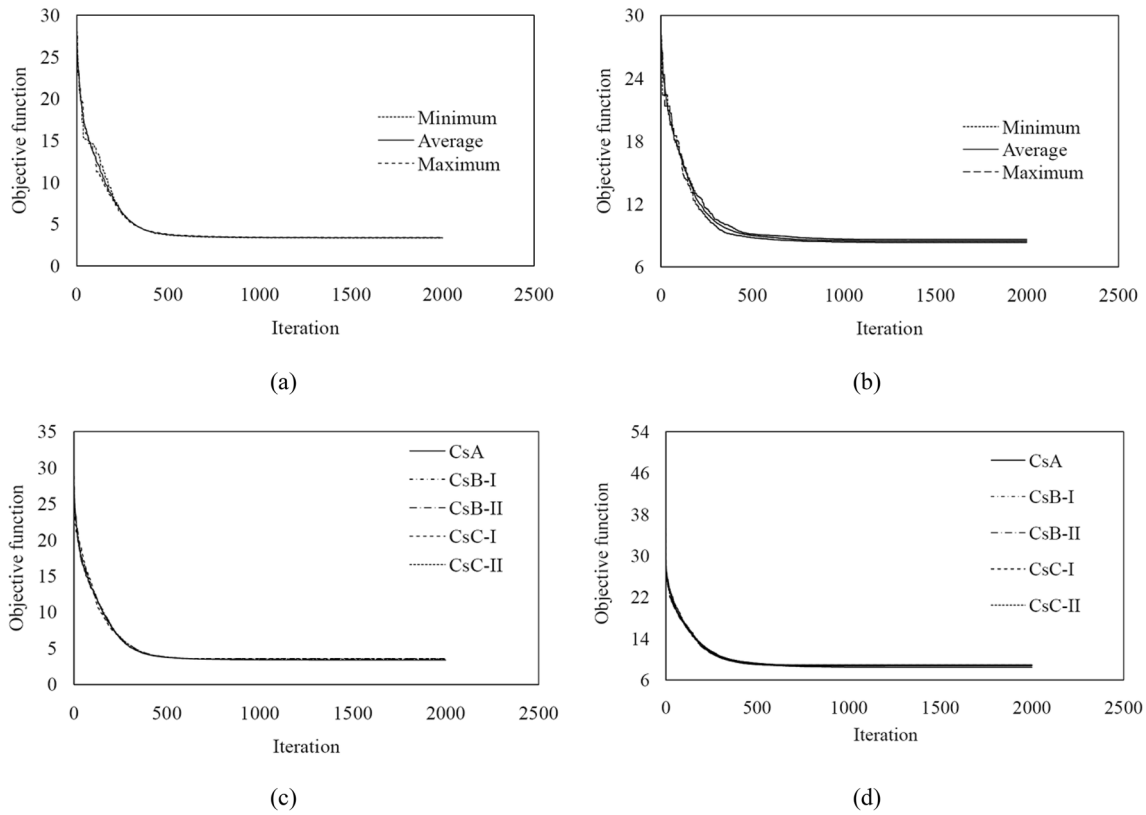 30
25
20
15
10
5
0
Objective function
Minimum
Average
Maximum
0 500 1000 1500 2000 2500
Iteration
(a)
30
24
18
12
6
Objective function
Minimum
Average
Maximum
0 500 1000 1500 2000 2500
Iteration
(b)
35
30
25
20
15
10
5
0
Objective function
CsA
CsB-I
CsB-II
CsC-I
CsC-II
0 500 1000 1500 2000 2500
Iteration
(c)
54
46
38
30
22
14
6
Objective function
CsA
CsB-I
CsB-II
CsC-I
CsC-II
0 500 1000 1500 2000 2500
Iteration
(d)